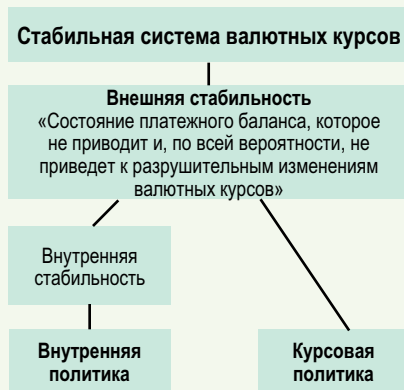 Стабильная система валютных курсов
Внешняя стабильность
«Состояние платежного баланса, которое
не приводит и, по всей вероятности, не
приведет к разрушительным изменениям
валютных курсов»
Внутренняя
стабильность
Внутренняя
политика
Курсовая
политика